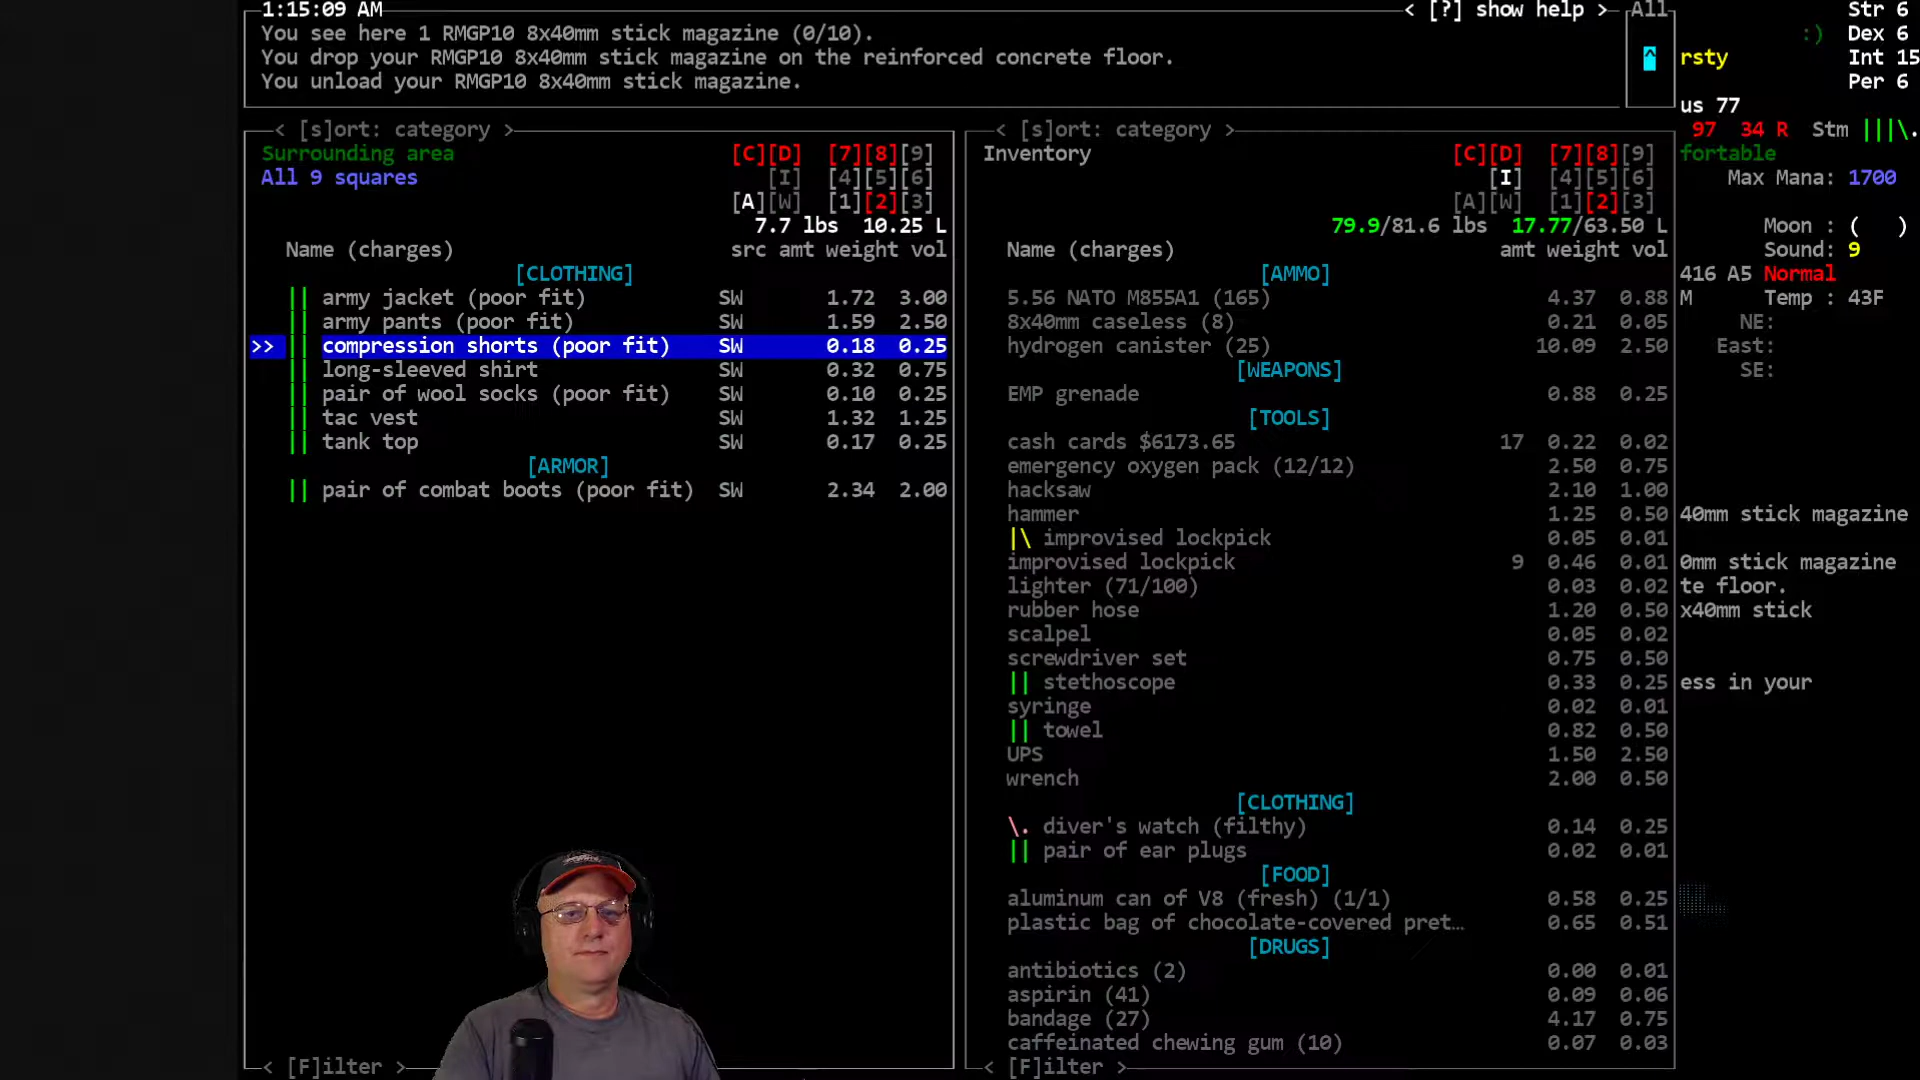 1:15:09 AM
< [?] show help >
You see here 1 RMGP10 8x40mm stick magazine (0/10).
You drop your RMGP10 8x40mm stick magazine on the reinforced concrete floor.
You unload your RMGP10 8x40mm stick magazine.
All
^
:) Str 6
Dex 6
rsty Int 15
Per 6
us 77
97 34 R Stm |||\.
fortable
Max Mana: 1700
Moon : ( )
Sound: 9
416 A5 Normal
M Temp : 43F
NE:
East:
SE:
40mm stick magazine
0mm stick magazine
te floor.
x40mm stick
ess in your
< [s]ort: category >
Surrounding area [C][D] [7][8][9]
All 9 squares [I] [4][5][6]
[A][W] [1][2][3]
7.7 lbs 10.25 L
Name (charges) src amt weight vol
[CLOTHING]
|| army jacket (poor fit) SW 1.72 3.00
|| army pants (poor fit) SW 1.59 2.50
>> || compression shorts (poor fit) SW 0.18 0.25
|| long-sleeved shirt SW 0.32 0.75
|| pair of wool socks (poor fit) SW 0.10 0.25
|| tac vest SW 1.32 1.25
|| tank top SW 0.17 0.25
[ARMOR]
|| pair of combat boots (poor fit) SW 2.34 2.00
< [F]ilter >
< [s]ort: category >
Inventory [C][D] [7][8][9]
[I] [4][5][6]
[A][W] [1][2][3]
79.9/81.6 lbs 17.77/63.50 L
Name (charges) amt weight vol
[AMMO]
5.56 NATO M855A1 (165) 4.37 0.88
8x40mm caseless (8) 0.21 0.05
hydrogen canister (25) 10.09 2.50
[WEAPONS]
EMP grenade 0.88 0.25
[TOOLS]
cash cards $6173.65 17 0.22 0.02
emergency oxygen pack (12/12) 2.50 0.75
hacksaw 2.10 1.00
hammer 1.25 0.50
|\ improvised lockpick 0.05 0.01
improvised lockpick 9 0.46 0.01
lighter (71/100) 0.03 0.02
rubber hose 1.20 0.50
scalpel 0.05 0.02
screwdriver set 0.75 0.50
|| stethoscope 0.33 0.25
syringe 0.02 0.01
|| towel 0.82 0.50
UPS 1.50 2.50
wrench 2.00 0.50
[CLOTHING]
\. diver's watch (filthy) 0.14 0.25
|| pair of ear plugs 0.02 0.01
[FOOD]
aluminum can of V8 (fresh) (1/1) 0.58 0.25
plastic bag of chocolate-covered pret… 0.65 0.51
[DRUGS]
antibiotics (2) 0.00 0.01
aspirin (41) 0.09 0.06
bandage (27) 4.17 0.75
caffeinated chewing gum (10) 0.07 0.03
< [F]ilter >